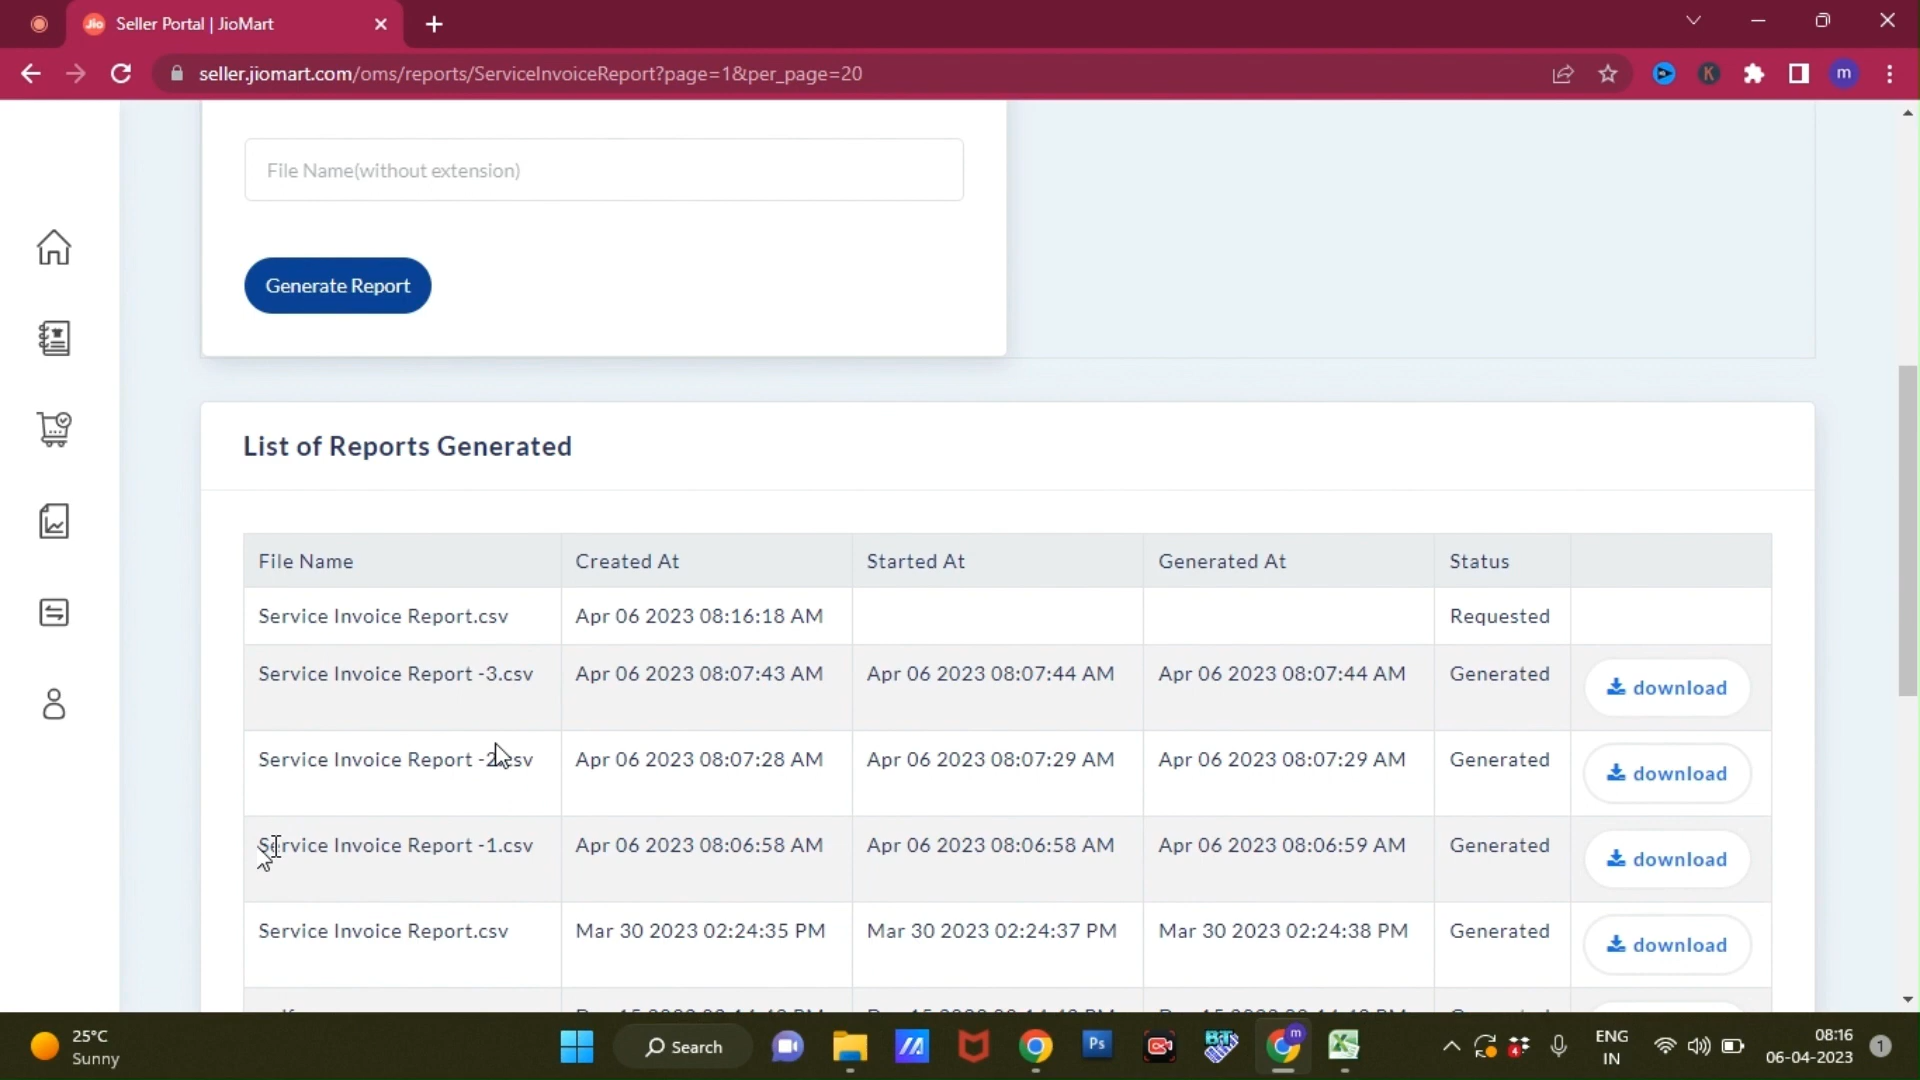 Seller Portal | JioMart
seller.jiomart.com/oms/reports/ServiceInvoiceReport?page=1&per_page=20
K
m
File Name(without extension)
Generate Report
List of Reports Generated
File Name Created At Started At Generated At Status
Service Invoice Report.csv Apr 06 2023 08:16:18 AM Requested
Service Invoice Report -3.csv Apr 06 2023 08:07:43 AM Apr 06 2023 08:07:44 AM Apr 06 2023 08:07:44 AM Generated download
Service Invoice Report -2.csv Apr 06 2023 08:07:28 AM Apr 06 2023 08:07:29 AM Apr 06 2023 08:07:29 AM Generated download
Service Invoice Report -1.csv Apr 06 2023 08:06:58 AM Apr 06 2023 08:06:58 AM Apr 06 2023 08:06:59 AM Generated download
Service Invoice Report.csv Mar 30 2023 02:24:35 PM Mar 30 2023 02:24:37 PM Mar 30 2023 02:24:38 PM Generated download
25°C
Sunny
Search
Ps
m
ENG
IN
08:16
06-04-2023
1